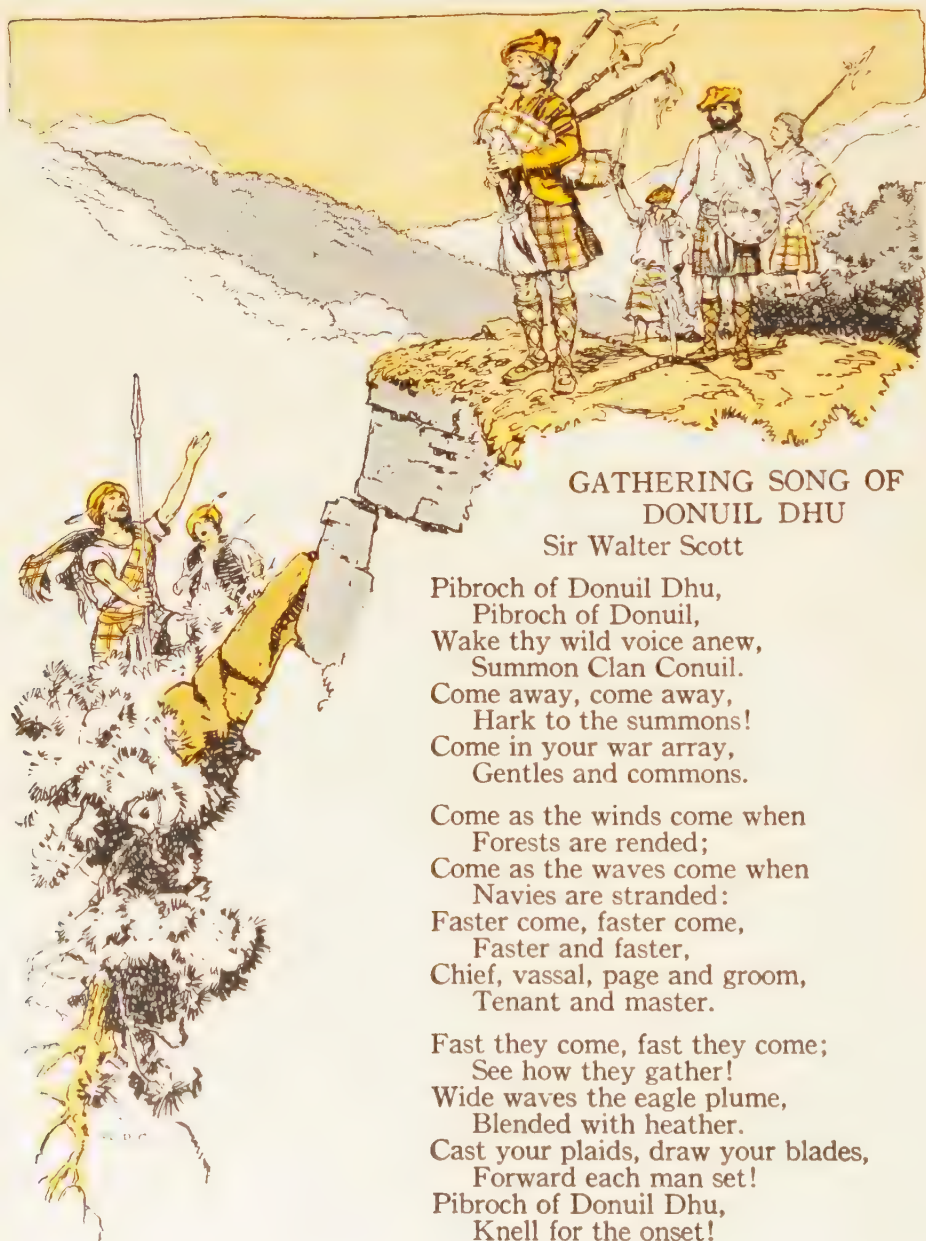 GATHERING SONG OF
DONUIL DHU
Sir Walter Scott
Pibroch of Donuil Dhu,
Pibroch of Donuil,
Wake thy wild voice anew,
Summon Clan Conuil.
Come away, come away,
Hark to the summons!
Come in your war array,
Gentles and commons.
Come as the winds come when
Forests are rended;
Come as the waves come when
Navies are stranded:
Faster come, faster come,
Faster and faster,
Chief, vassal, page and groom,
Tenant and master.
Fast they come, fast they come;
See how they gather!
Wide waves the eagle plume,
Blended with heather.
Cast your plaids, draw your blades,
Forward each man set!
Pibroch of Donuil Dhu,
Knell for the onset!